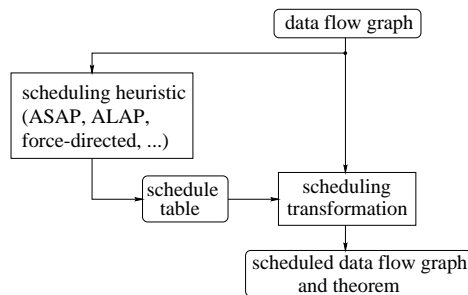 data flow graph
scheduling heuristic
(ASAP, ALAP,
force-directed, ...)
schedule
table
scheduling
transformation
scheduled data flow graph
and theorem